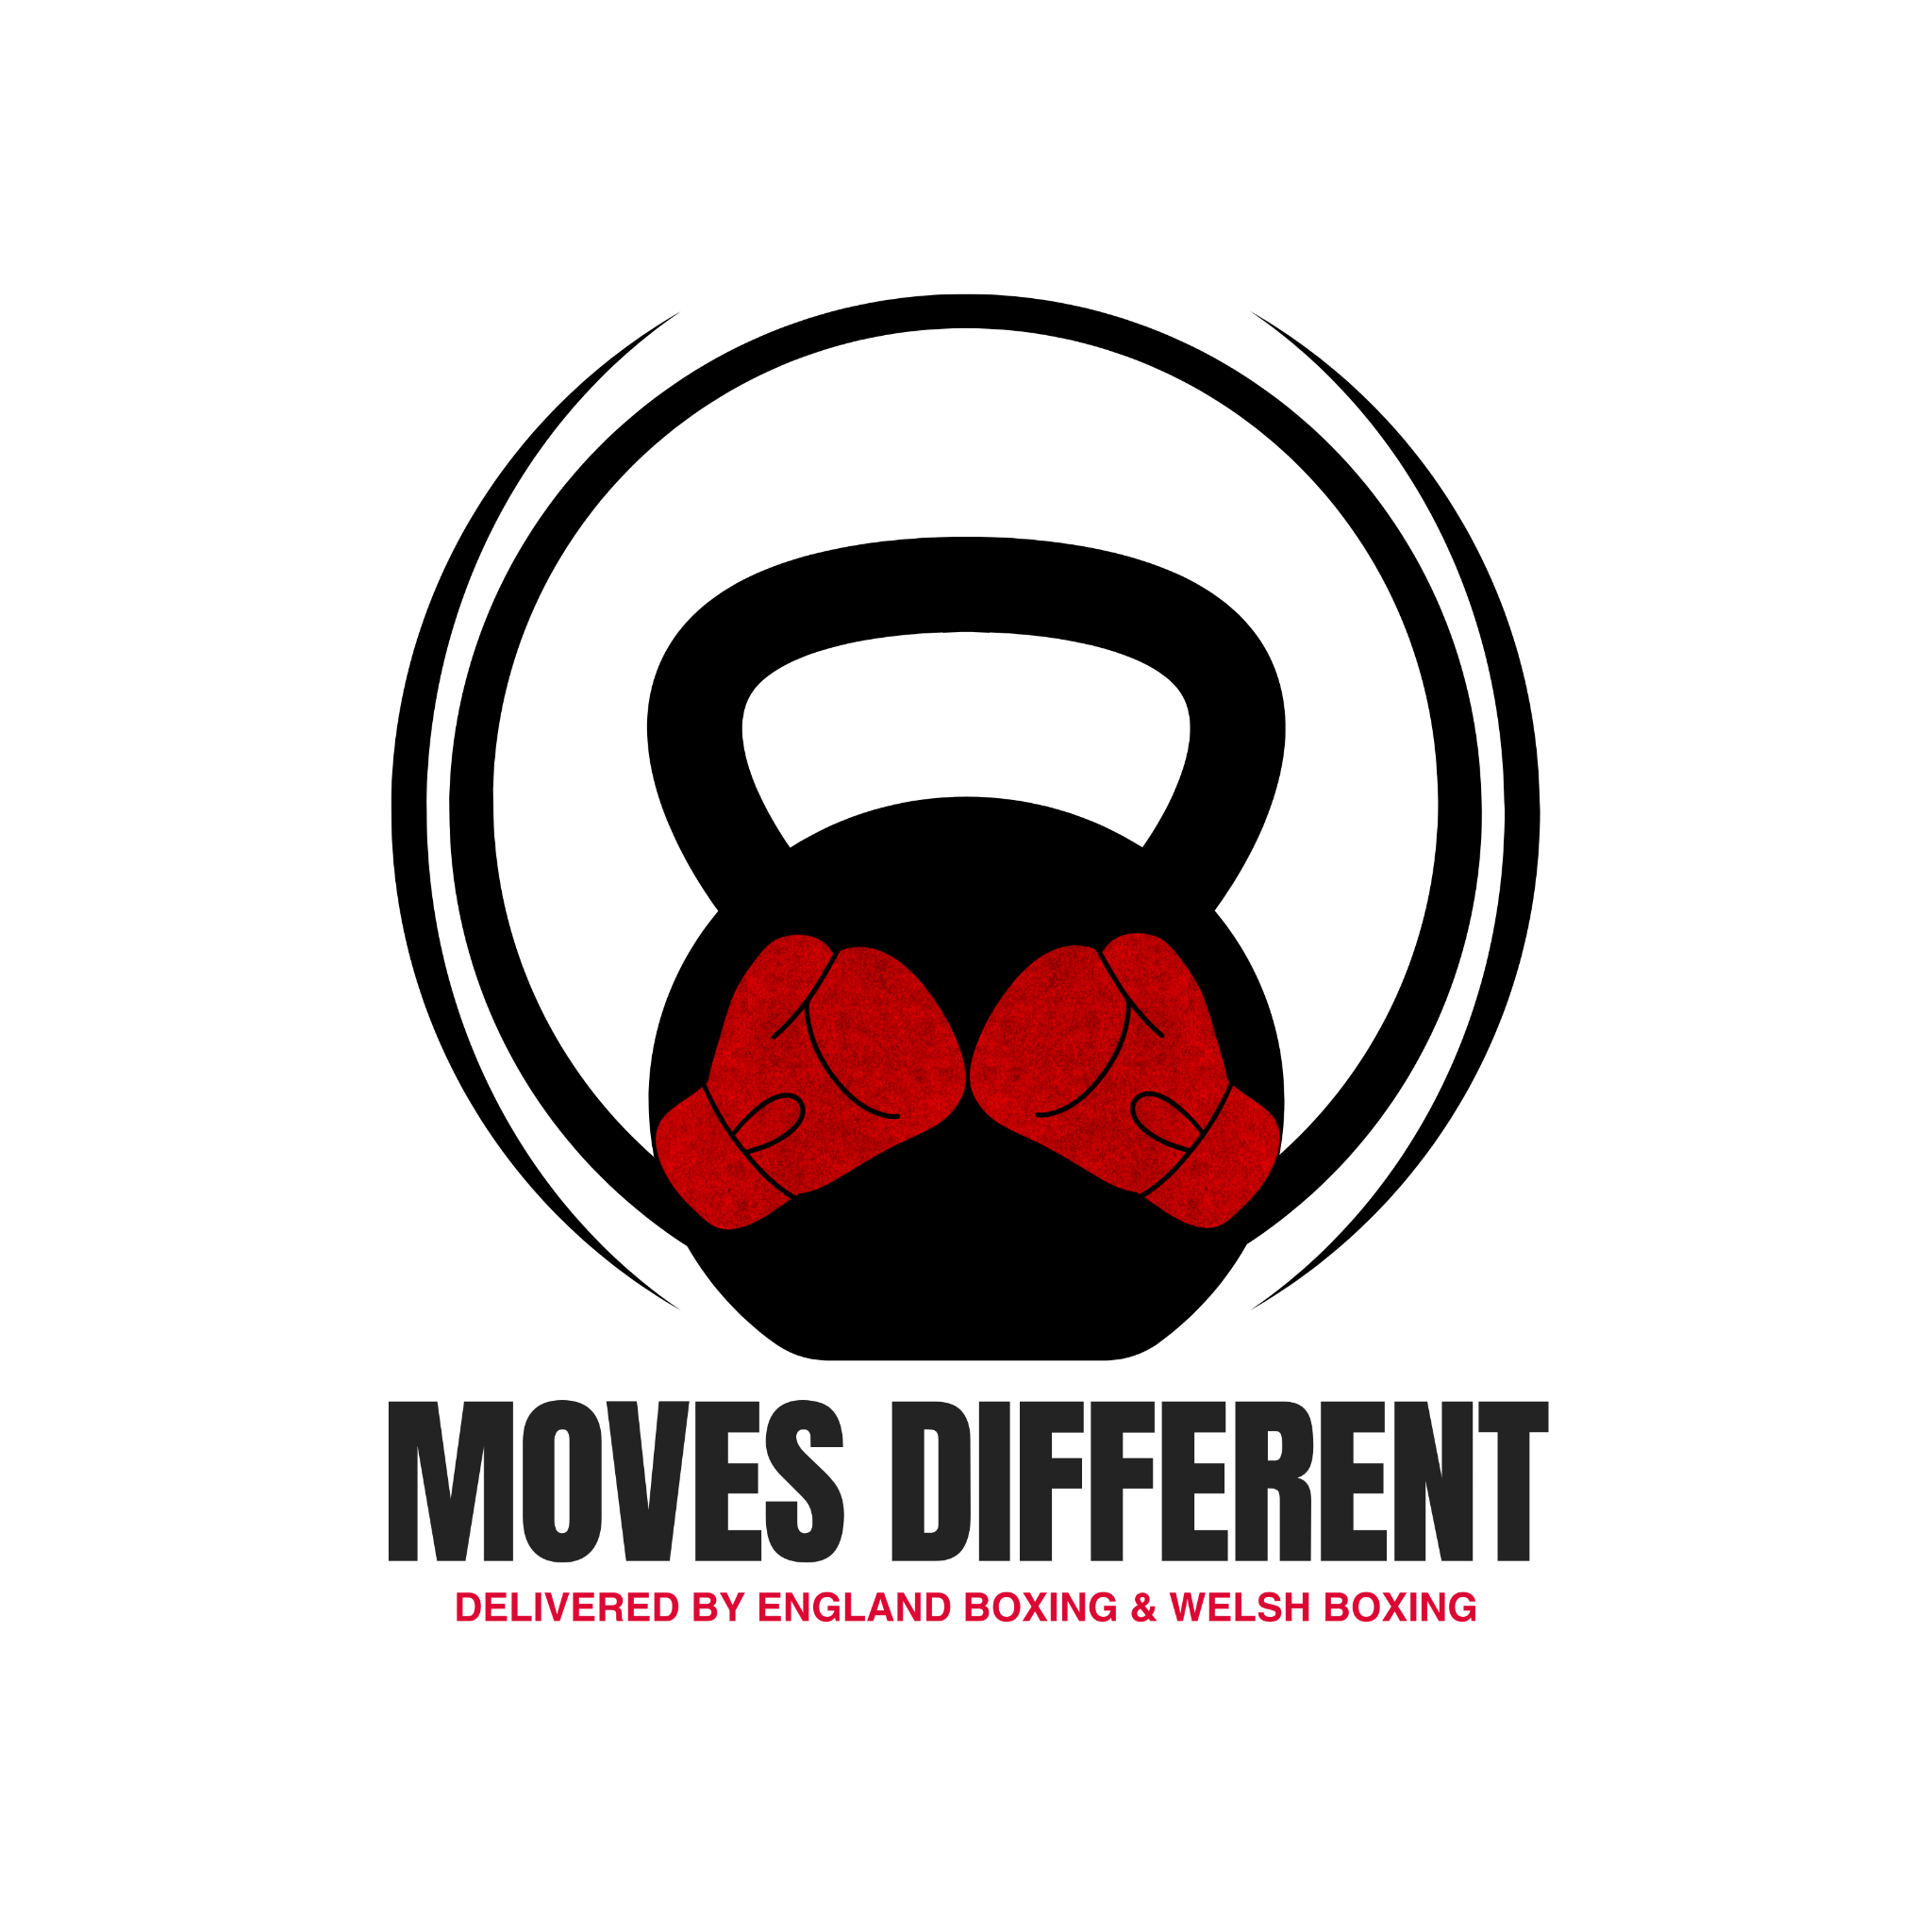 MOVES DIFFERENT
DELIVERED BY ENGLAND BOXING & WELSH BOXING